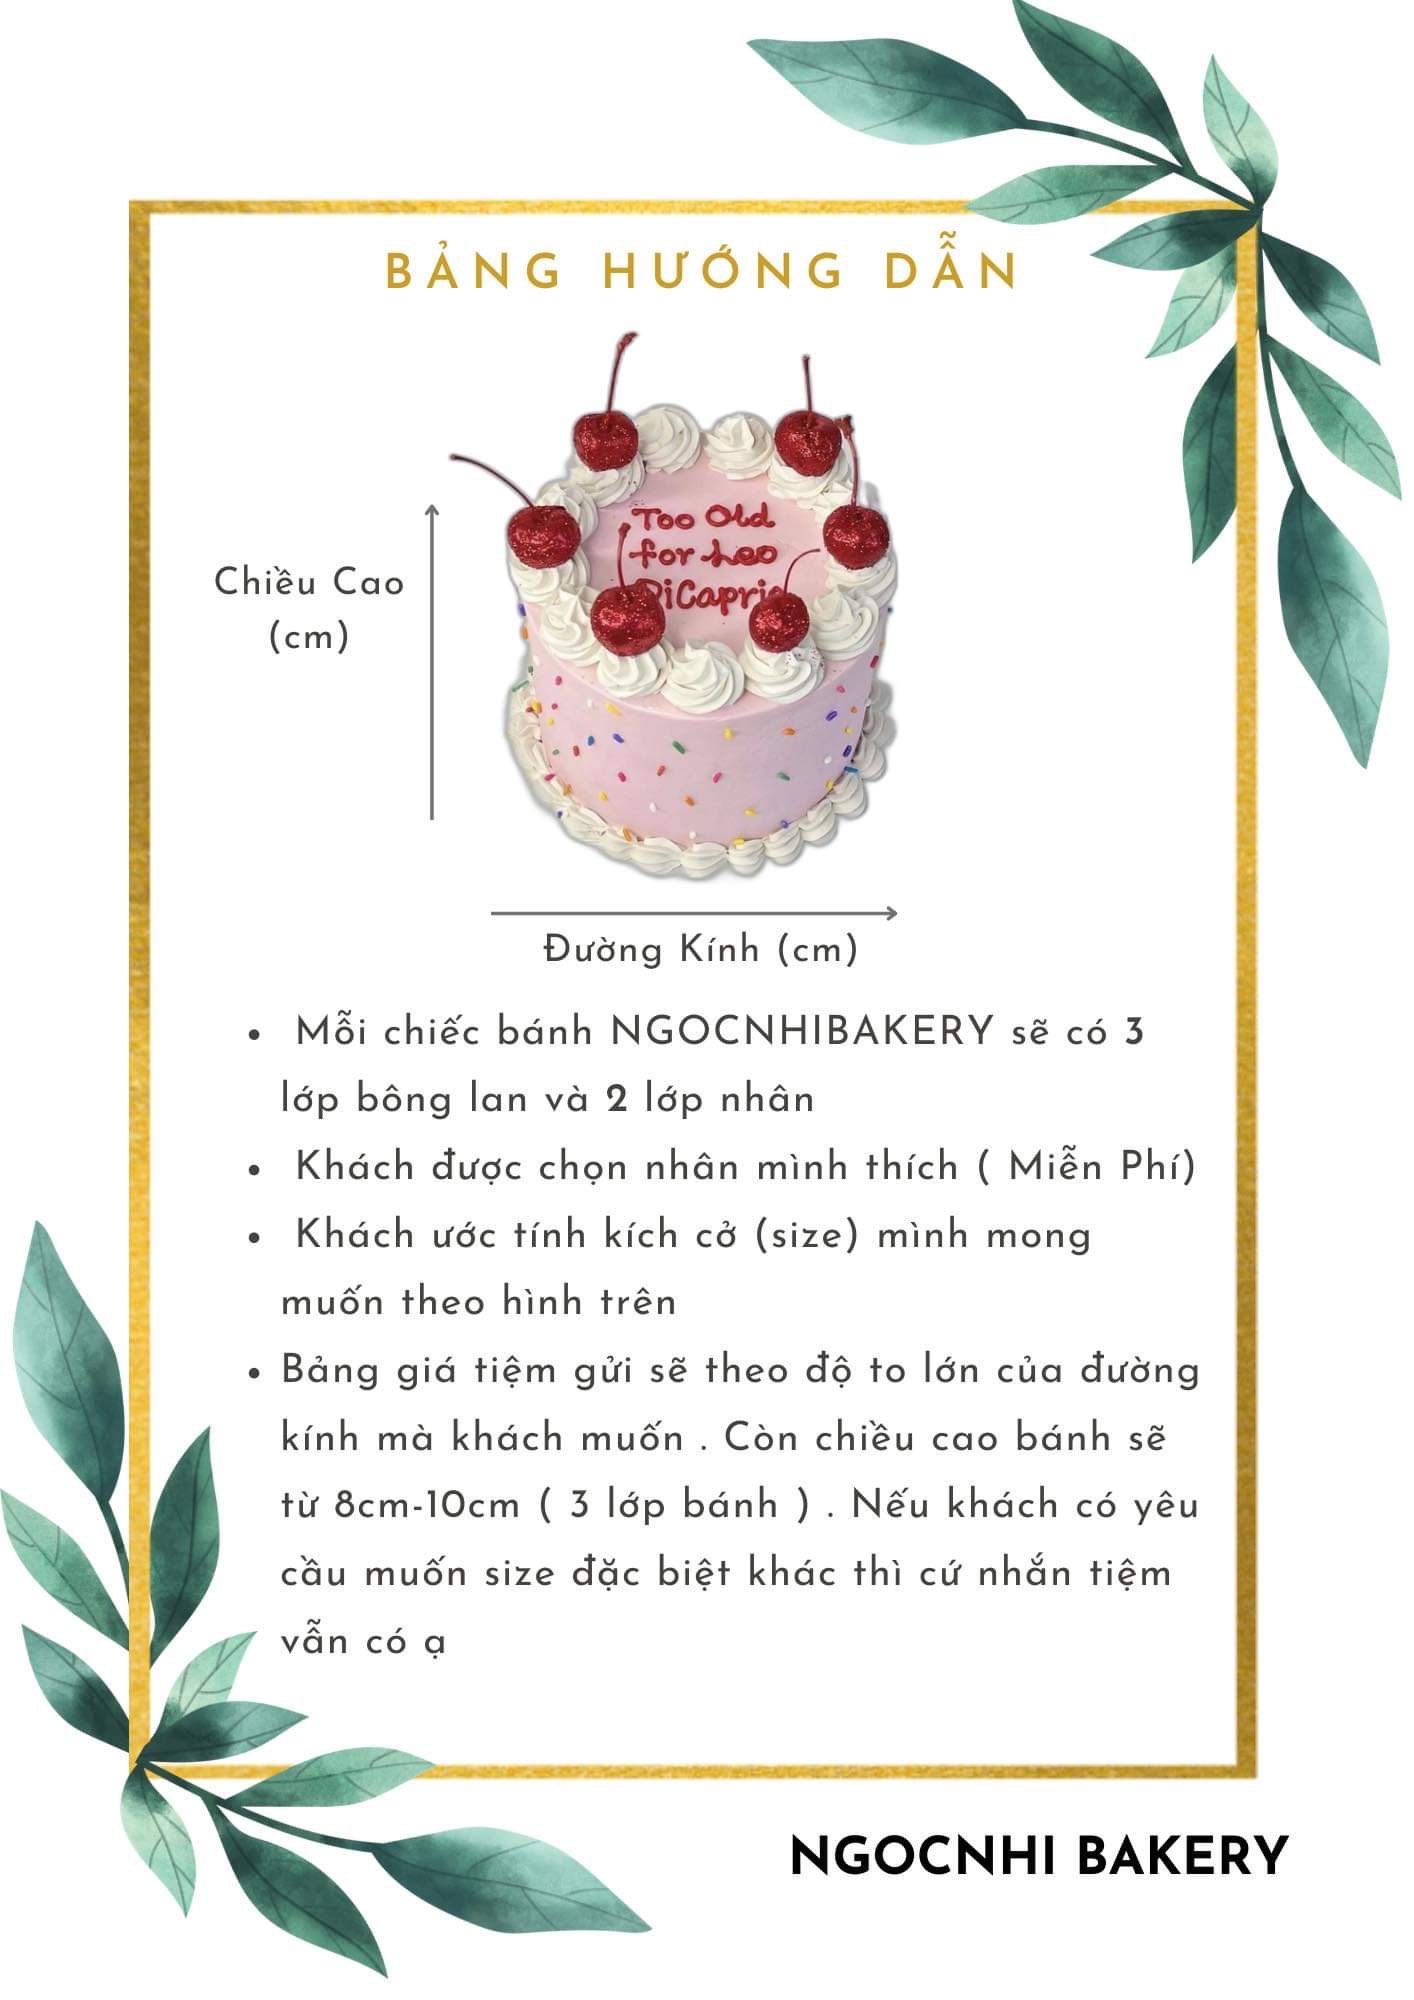 BẢNG HƯỚNG DẪN
Too Old
for Leo
DiCaprio
Chiều Cao
(cm)
Đường Kính (cm)
• Mỗi chiếc bánh NGOCNHIBAKERY sẽ có 3
lớp bông lan và 2 lớp nhân
• Khách được chọn nhân mình thích ( Miễn Phí)
• Khách ước tính kích cở (size) mình mong
muốn theo hình trên
• Bảng giá tiệm gửi sẽ theo độ to lớn của đường
kính mà khách muốn . Còn chiều cao bánh sẽ
từ 8cm-10cm ( 3 lớp bánh ) . Nếu khách có yêu
cầu muốn size đặc biệt khác thì cứ nhắn tiệm
vẫn có ạ
NGOCNHI BAKERY